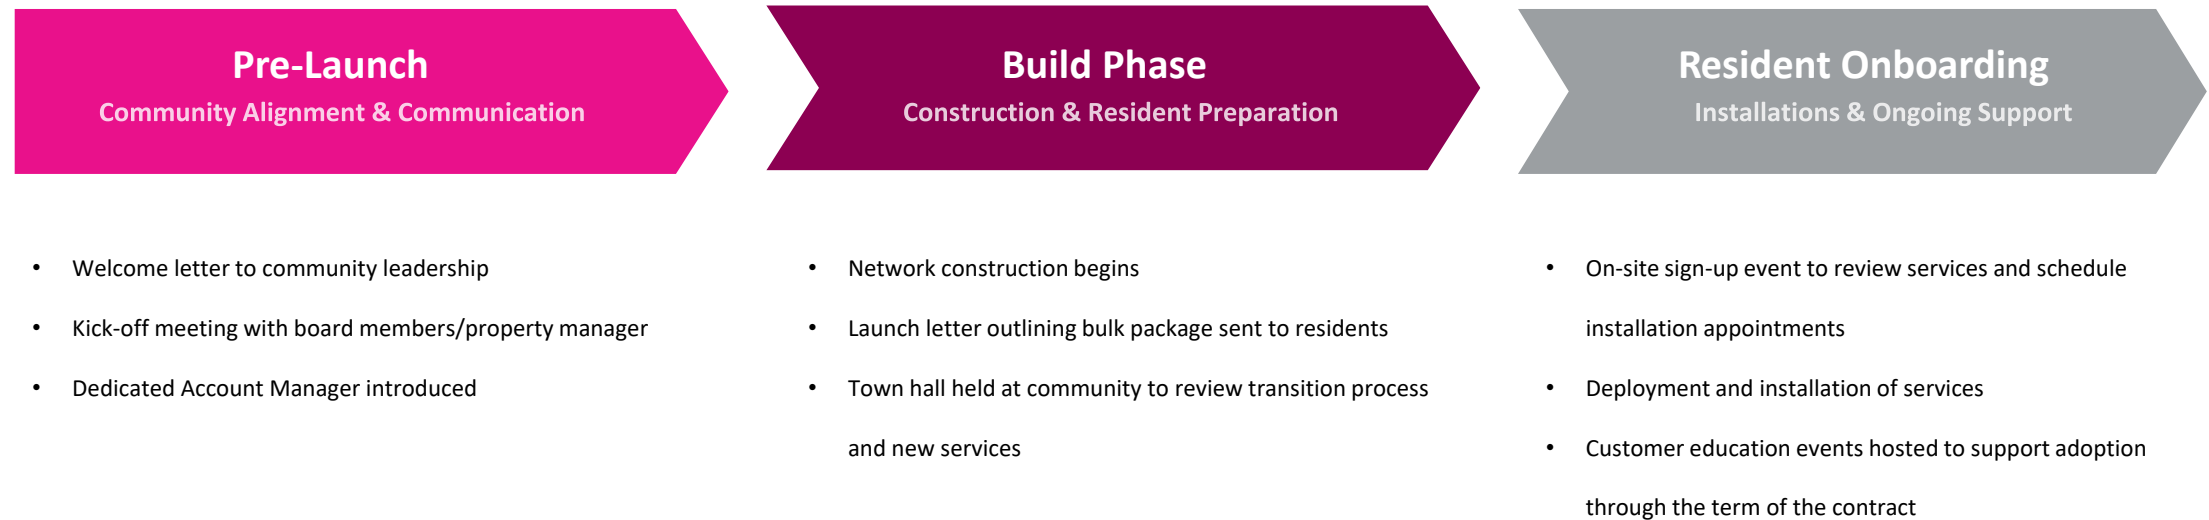 Pre-Launch
Community Alignment & Communication
• Welcome letter to community leadership
• Kick-off meeting with board members/property manager
• Dedicated Account Manager introduced
Build Phase
Construction & Resident Preparation
• Network construction begins
• Launch letter outlining bulk package sent to residents
• Town hall held at community to review transition process
and new services
Resident Onboarding
Installations & Ongoing Support
• On-site sign-up event to review services and schedule
installation appointments
• Deployment and installation of services
• Customer education events hosted to support adoption
through the term of the contract